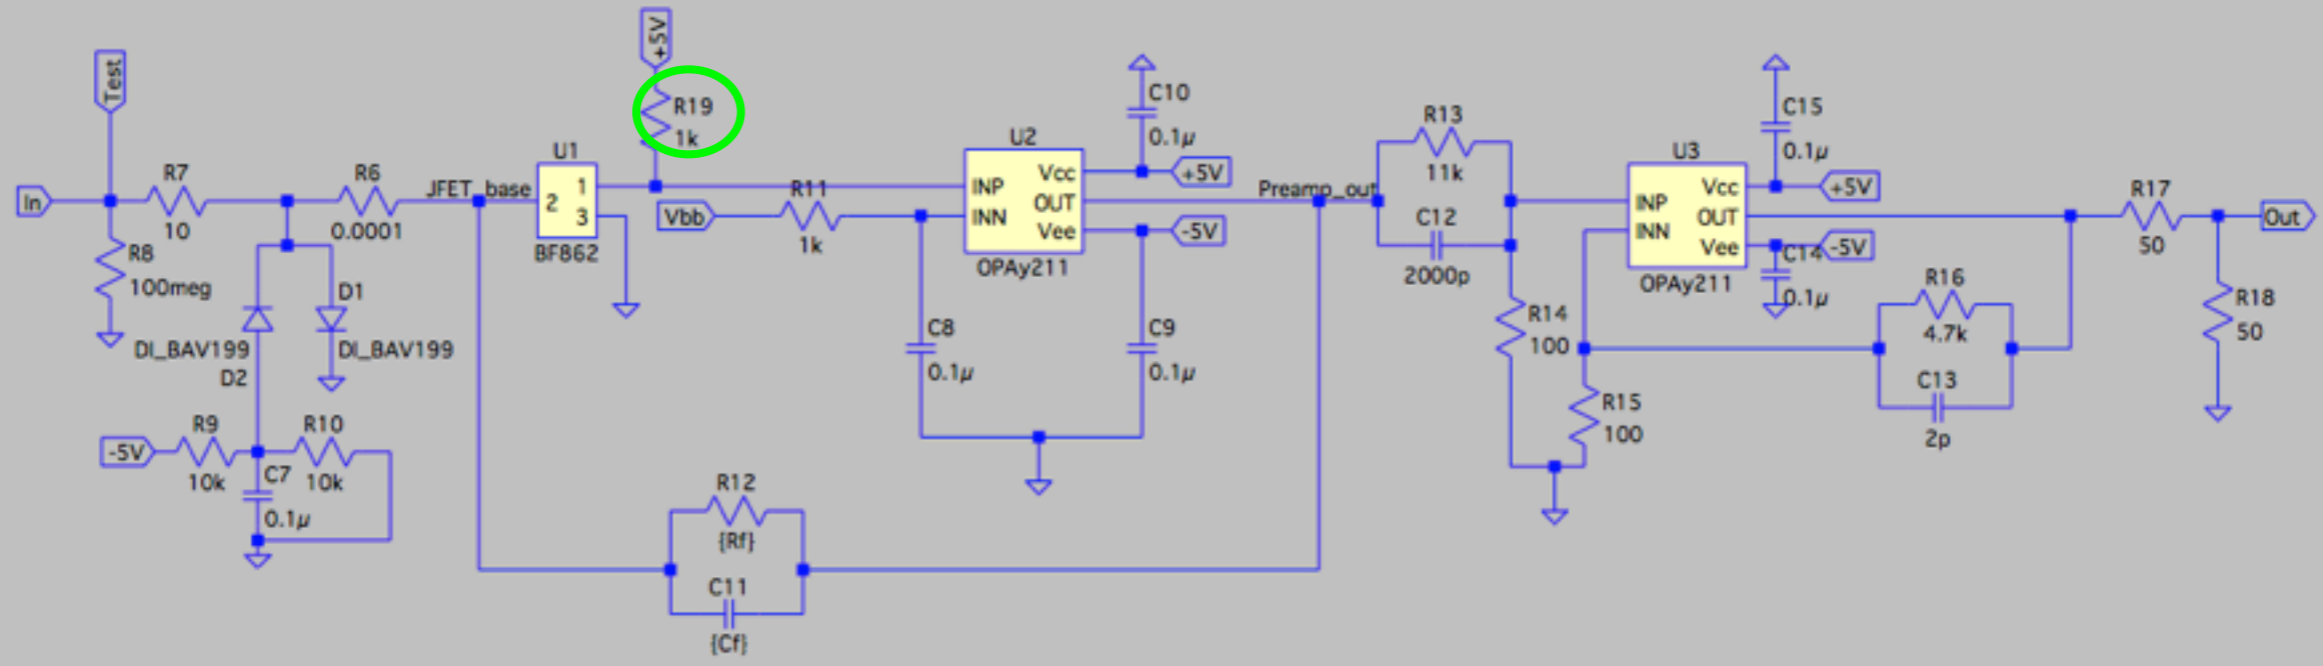 Test
In
R7
10
R8
100meg
R6
0.0001
JFET_base
DI_BAV199
D2
D1
DI_BAV199
-5V
R9
10k
R10
10k
C7
0.1µ
+5V
R19
1k
U1
2
1
3
BF862
Vbb
R11
1k
U2
INP
INN
Vcc
OUT
Vee
OPAy211
C10
0.1µ
+5V
-5V
C8
0.1µ
C9
0.1µ
R12
{Rf}
C11
{Cf}
Preamp_out
R13
11k
C12
2000p
R14
100
R15
100
U3
INP
INN
Vcc
OUT
Vee
OPAy211
C15
0.1µ
+5V
-5V
C14
0.1µ
R16
4.7k
C13
2p
R17
50
R18
50
Out